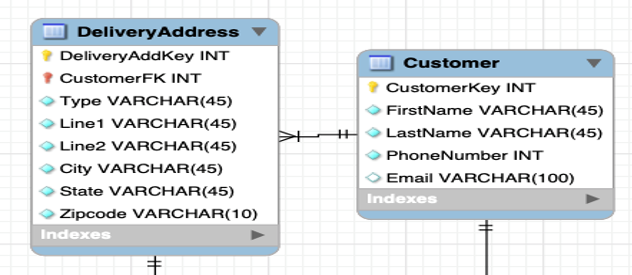 DeliveryAddress
DeliveryAddKey INT
CustomerFK INT
Type VARCHAR(45)
Line1 VARCHAR(45)
Line2 VARCHAR(45)
City VARCHAR(45)
State VARCHAR(45)
Zipcode VARCHAR(10)
Indexes
Customer
CustomerKey INT
FirstName VARCHAR(45)
LastName VARCHAR(45)
PhoneNumber INT
Email VARCHAR(100)
Indexes